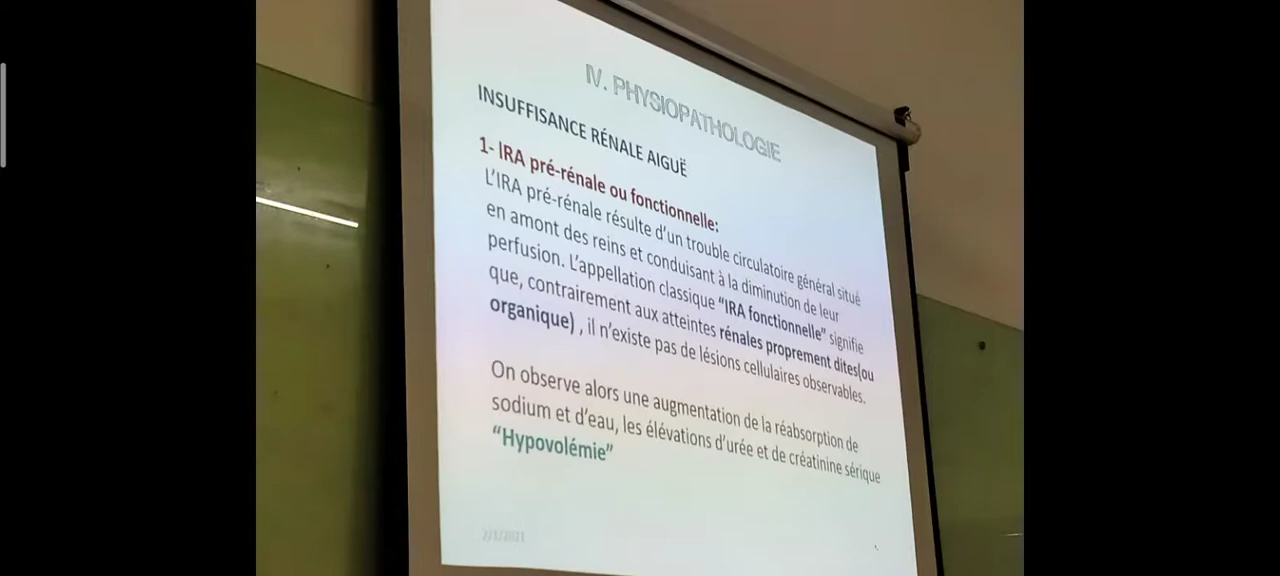 IV. PHYSIOPATHOLOGIE
INSUFFISANCE RÉNALE AIGUË
1- IRA pré-rénale ou fonctionnelle:
L'IRA pré-rénale résulte d'un trouble circulatoire général situé
en amont des reins et conduisant à la diminution de leur
perfusion. L'appellation classique "IRA fonctionnelle" signifie
que, contrairement aux atteintes rénales proprement dites(ou
organique) , il n'existe pas de lésions cellulaires observables.
On observe alors une augmentation de la réabsorption de
sodium et d'eau, les élévations d'urée et de créatinine sérique
"Hypovolémie"
2/1/2021